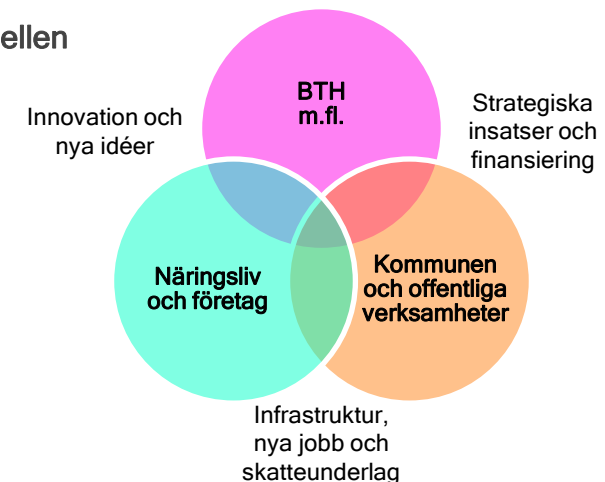 ellen
BTH
m.fl.
Innovation och
nya idéer
Strategiska
insatser och
finansiering
Näringsliv
och företag
Kommunen
och offentliga
verksamheter
Infrastruktur,
nya jobb och
skatteunderlag